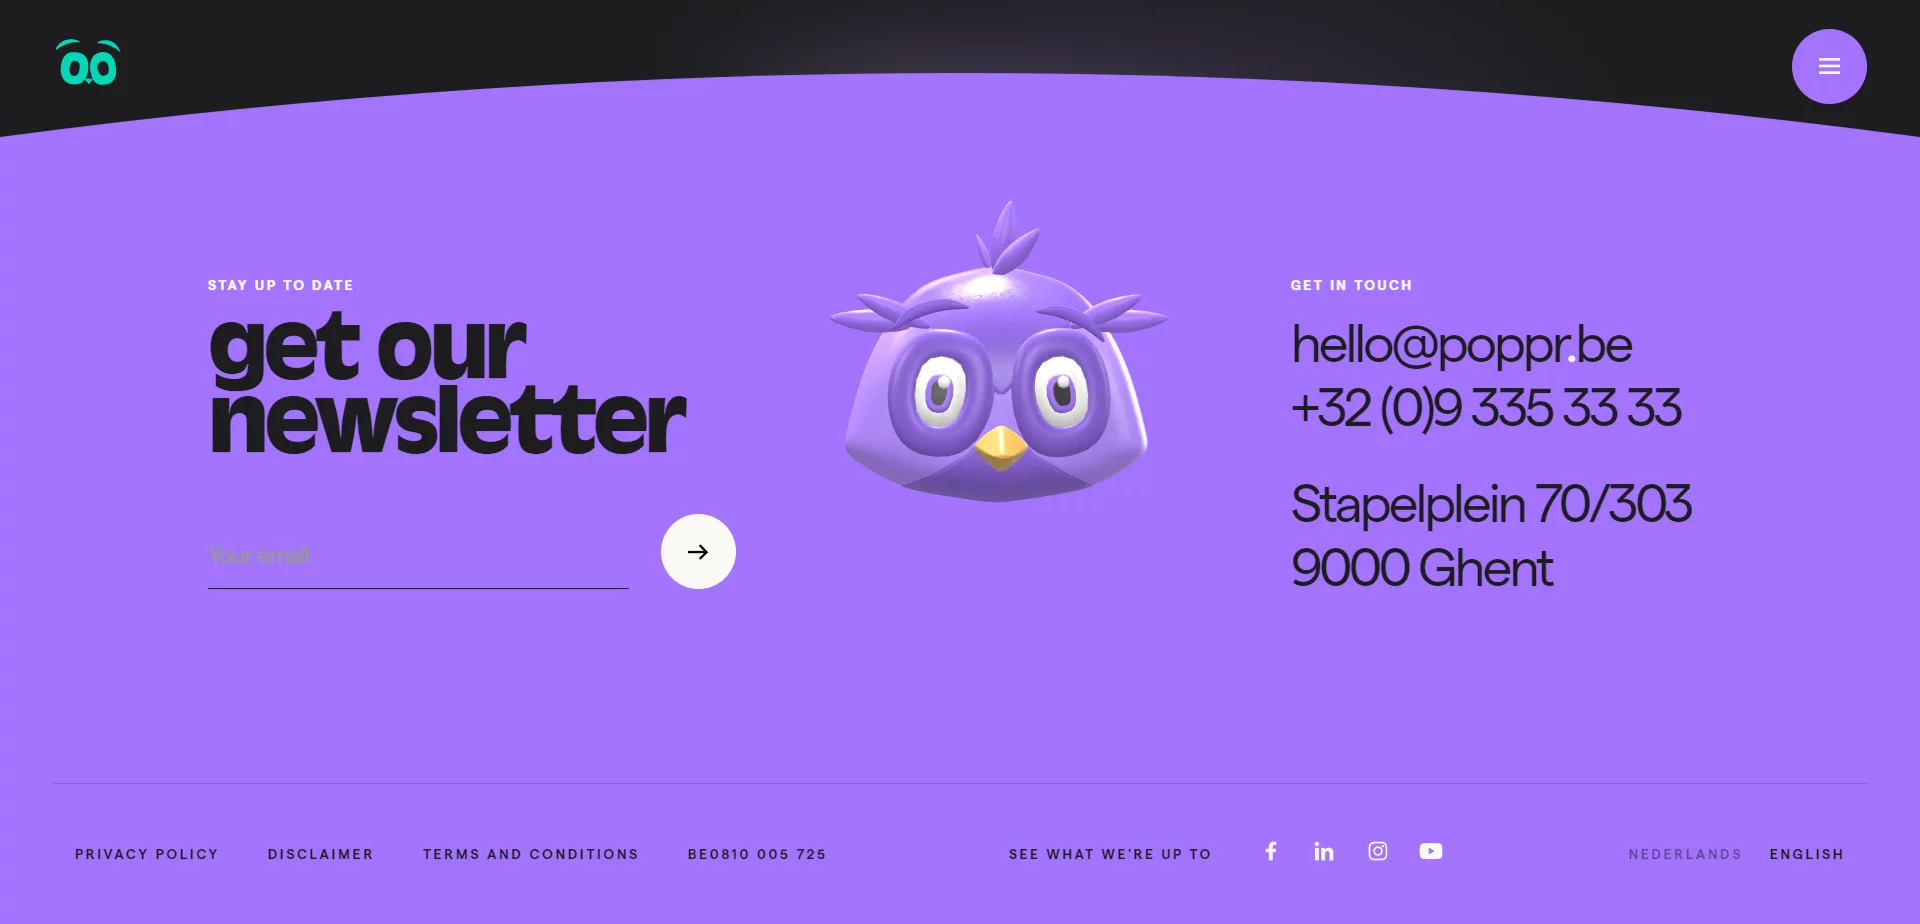 STAY UP TO DATE
get our
newsletter
Your email
GET IN TOUCH
hello@poppr.be
+32 (0)9 335 33 33
Stapelplein 70/303
9000 Ghent
PRIVACY POLICY
DISCLAIMER
TERMS AND CONDITIONS
BE0810 005 725
SEE WHAT WE'RE UP TO
NEDERLANDS
ENGLISH